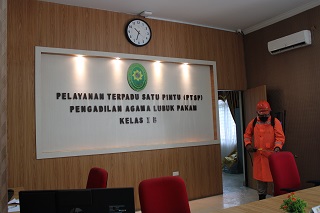 PELAYANAN TERPADU SATU PINTU (PTSP)
PENGADILAN AGAMA LUBUK PAKAM
KELAS I B